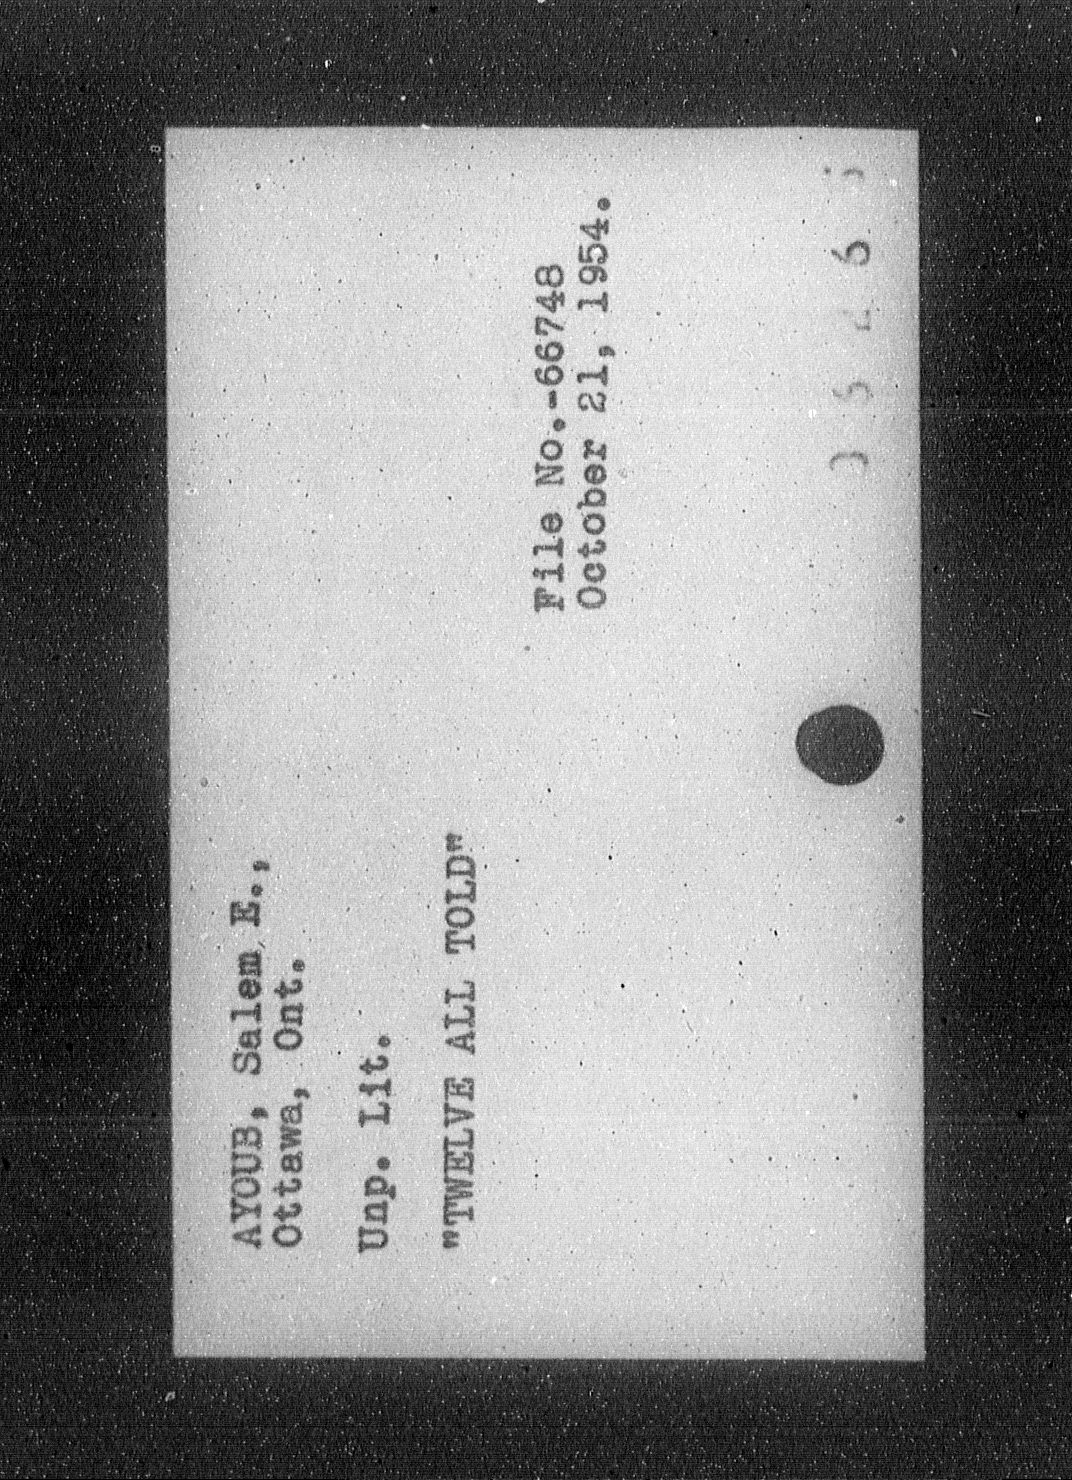 AYOUB, Salem E.,
Ottawa, Ont.
Unp. Lit.
"TWELVE ALL TOLD"
File No.-66748
October 21, 1954.